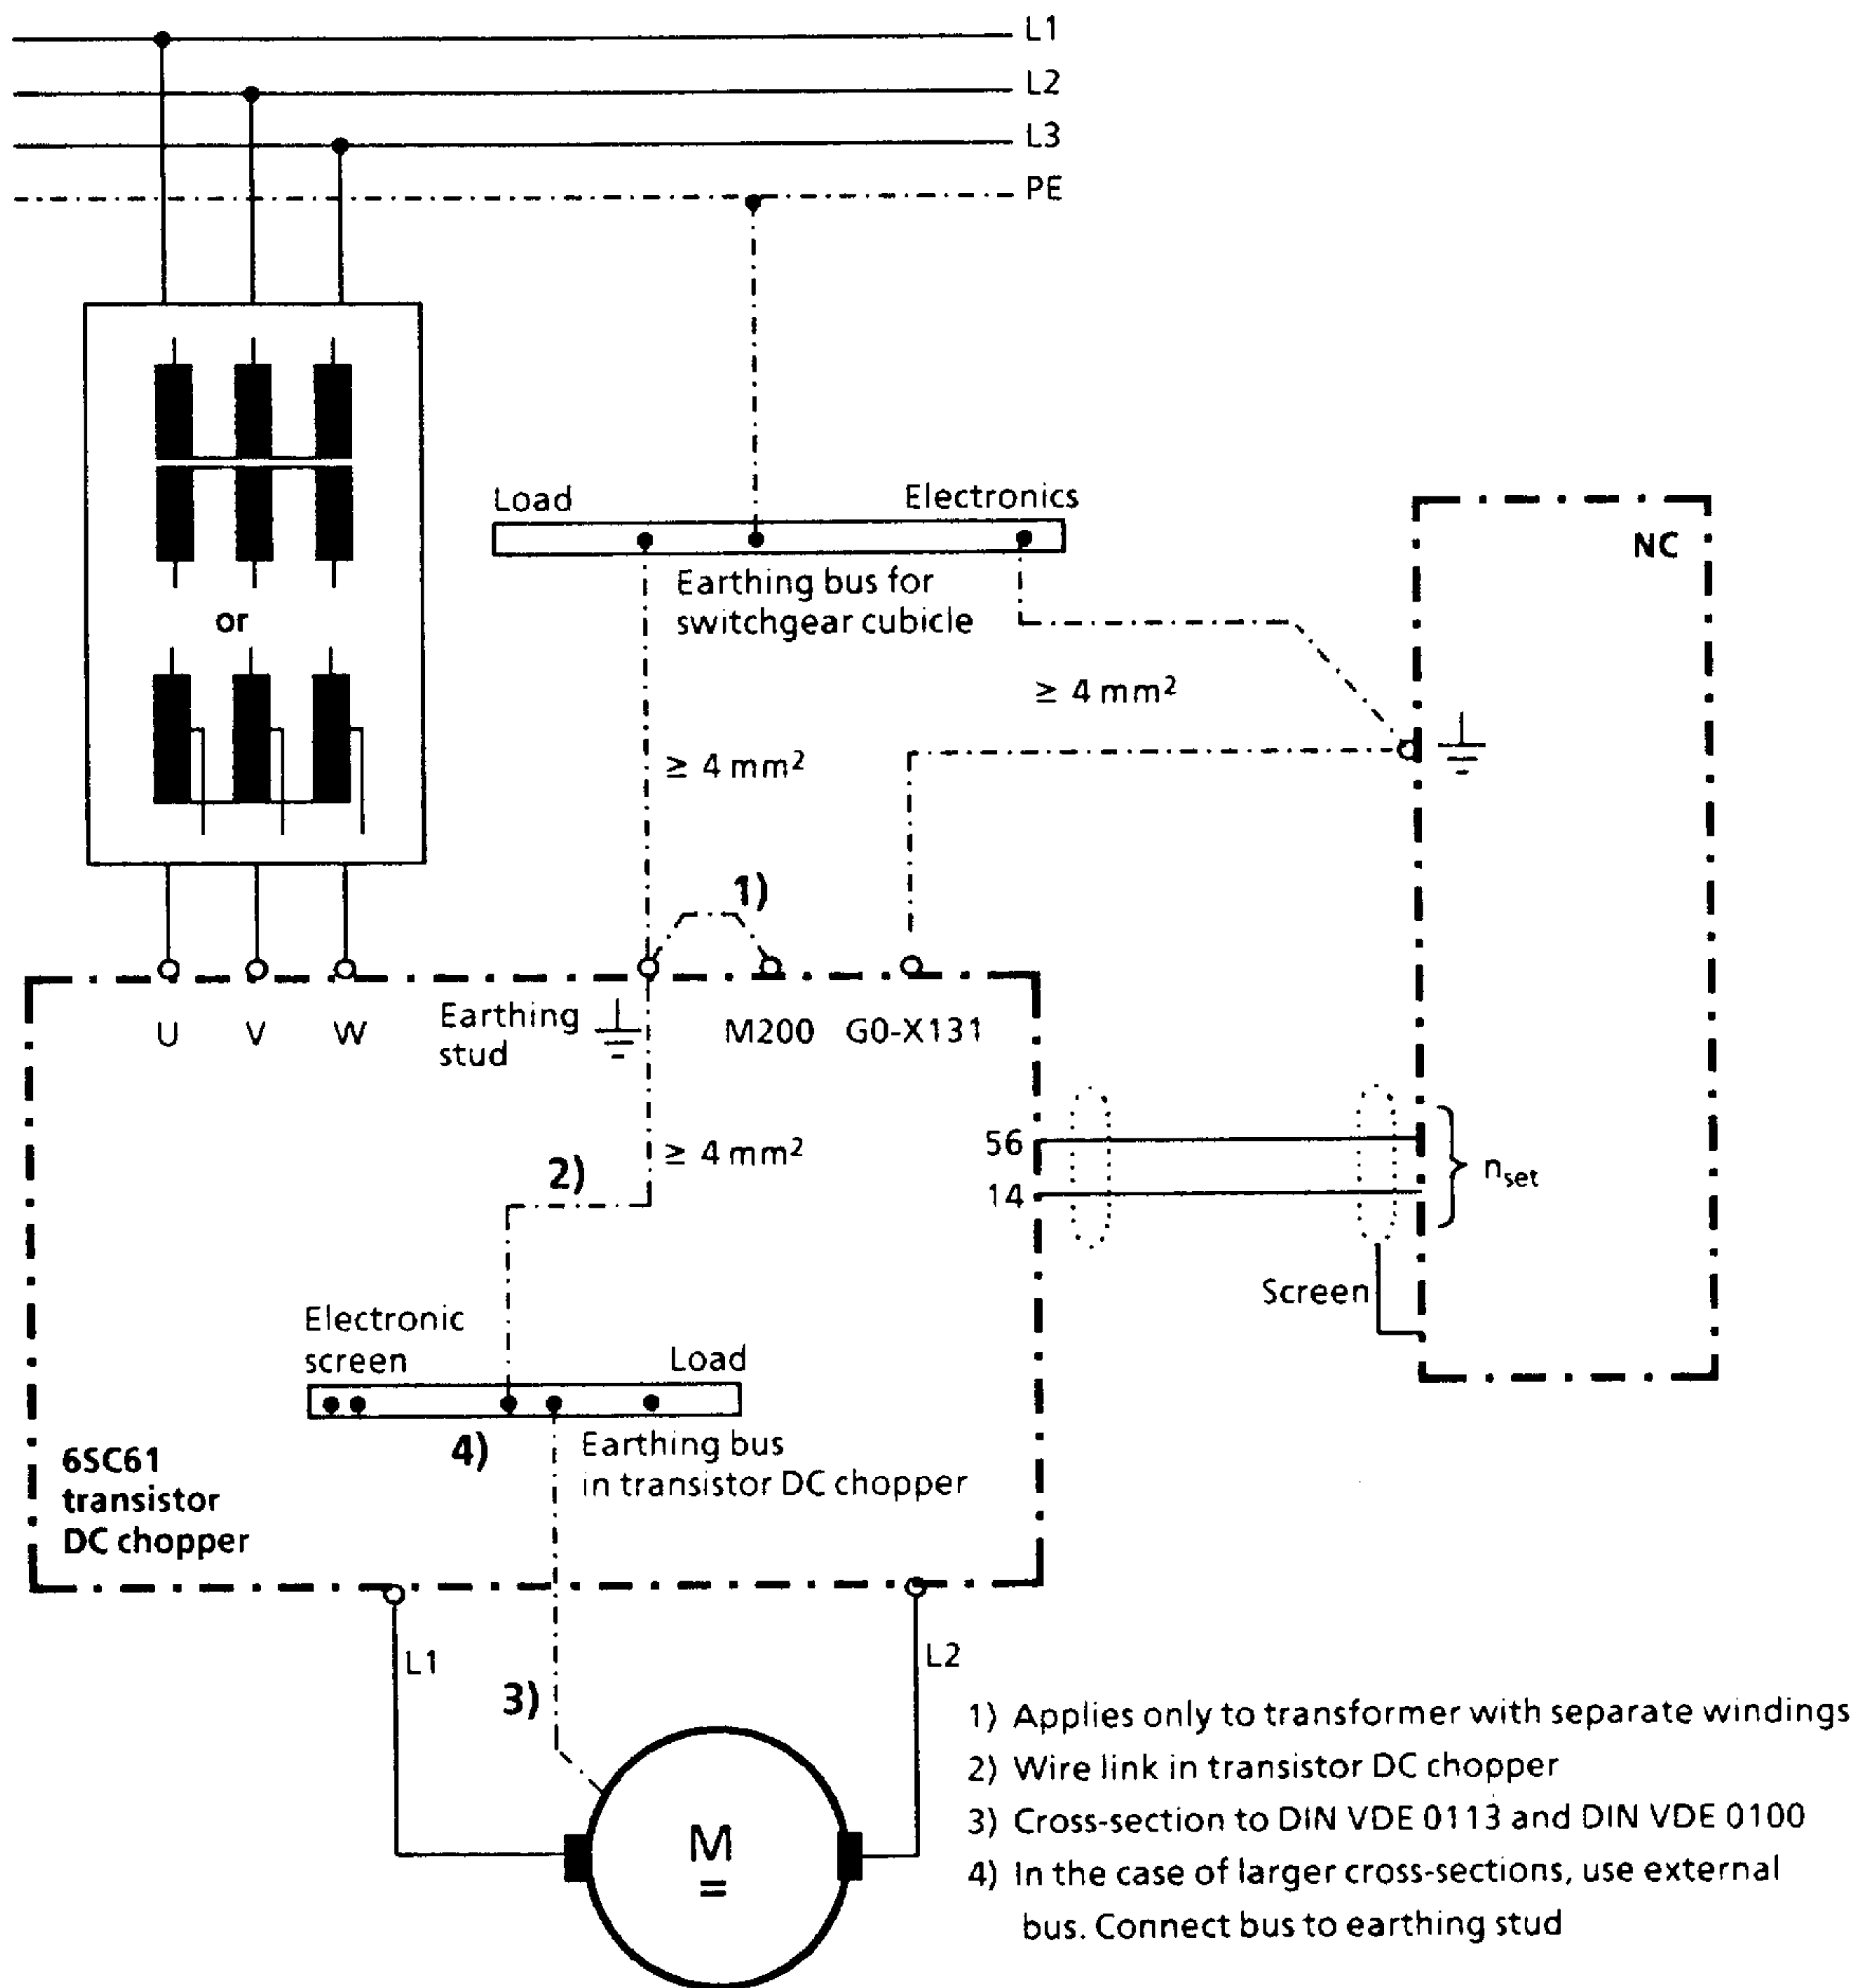 L1
L2
L3
PE
Load
Electronics
NC
Earthing bus for
switchgear cubicle
or
≥ 4 mm²
≥ 4 mm²
1)
U
V
W
Earthing
stud
M200
G0-X131
56
14
n_set
2)
≥ 4 mm²
Screen
Electronic
screen
Load
4)
Earthing bus
in transistor DC chopper
6SC61
transistor
DC chopper
L1
L2
3)
M
=
1) Applies only to transformer with separate windings
2) Wire link in transistor DC chopper
3) Cross-section to DIN VDE 0113 and DIN VDE 0100
4) In the case of larger cross-sections, use external
bus. Connect bus to earthing stud